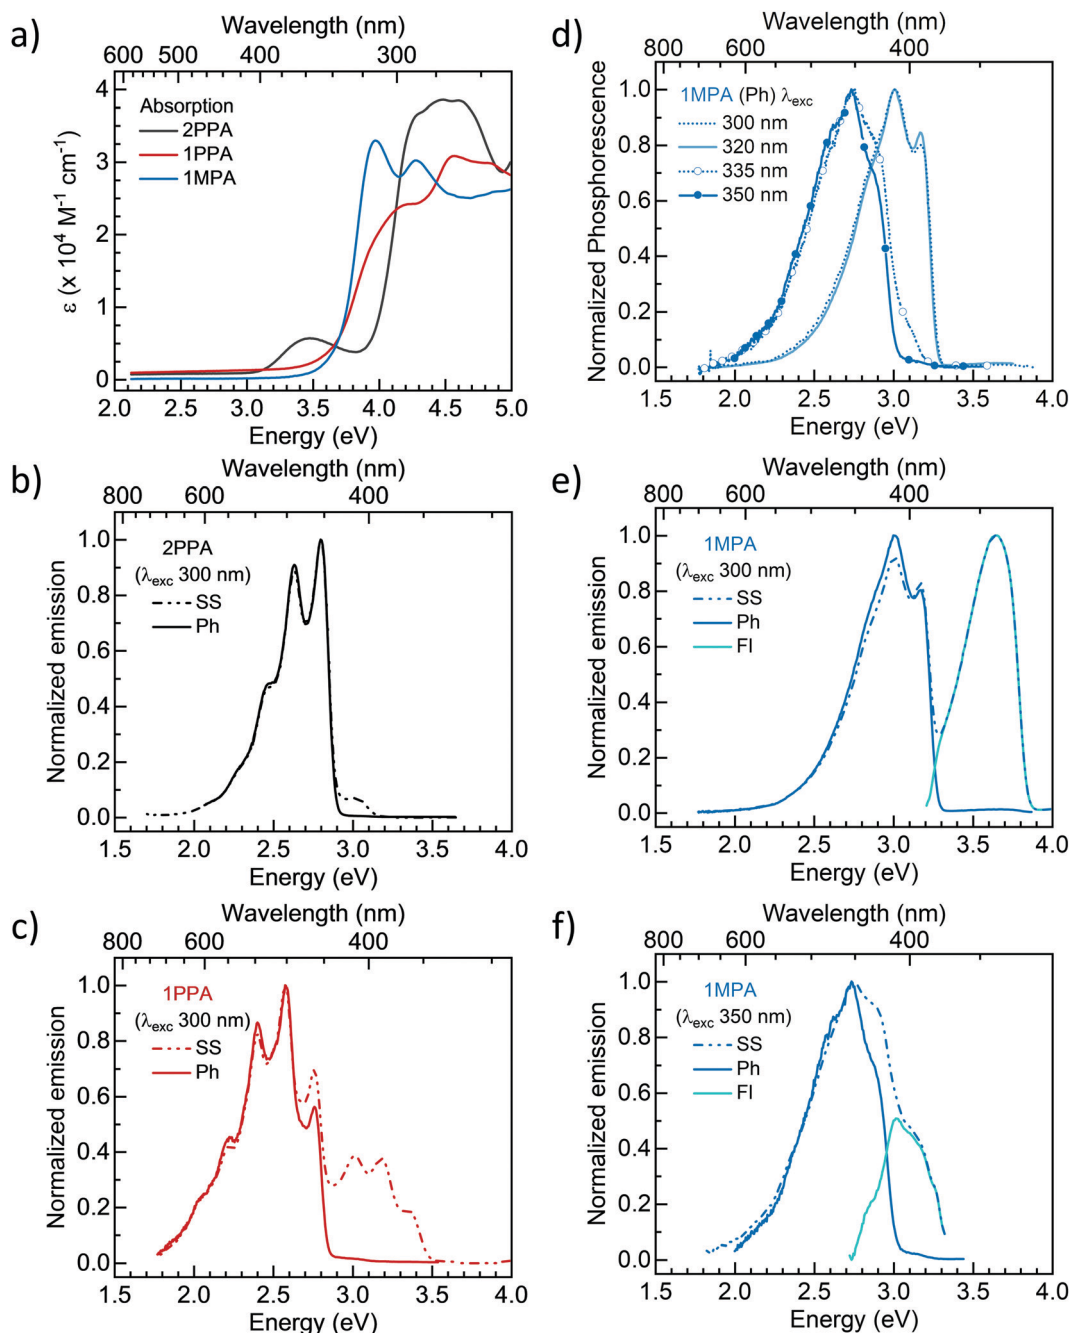 a)
Wavelength (nm)
600 500 400 300
Absorption
2PPA
1PPA
1MPA
ε (x 10⁴ M⁻¹ cm⁻¹)
4
3
2
1
0
2.0 2.5 3.0 3.5 4.0 4.5 5.0
Energy (eV)
b)
Wavelength (nm)
800 600 400
2PPA
(λexc 300 nm)
SS
Ph
Normalized emission
1.0
0.8
0.6
0.4
0.2
0.0
1.5 2.0 2.5 3.0 3.5 4.0
Energy (eV)
c)
Wavelength (nm)
800 600 400
1PPA
(λexc 300 nm)
SS
Ph
Normalized emission
1.0
0.8
0.6
0.4
0.2
0.0
1.5 2.0 2.5 3.0 3.5 4.0
Energy (eV)
d)
Wavelength (nm)
800 600 400
1MPA (Ph) λexc
300 nm
320 nm
335 nm
350 nm
Normalized Phosphorescence
1.0
0.8
0.6
0.4
0.2
0.0
1.5 2.0 2.5 3.0 3.5 4.0
Energy (eV)
e)
Wavelength (nm)
800 600 400
1MPA
(λexc 300 nm)
SS
Ph
Fl
Normalized emission
1.0
0.8
0.6
0.4
0.2
0.0
1.5 2.0 2.5 3.0 3.5 4.0
Energy (eV)
f)
Wavelength (nm)
800 600 400
1MPA
(λexc 350 nm)
SS
Ph
Fl
Normalized emission
1.0
0.8
0.6
0.4
0.2
0.0
1.5 2.0 2.5 3.0 3.5 4.0
Energy (eV)